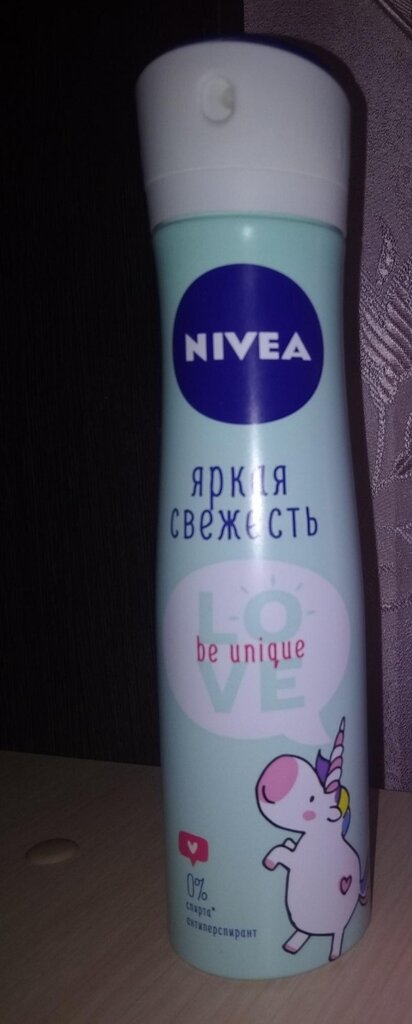 NIVEA
яркая
свежесть
LO
be unique
VE
0%
спирта*
антиперспирант